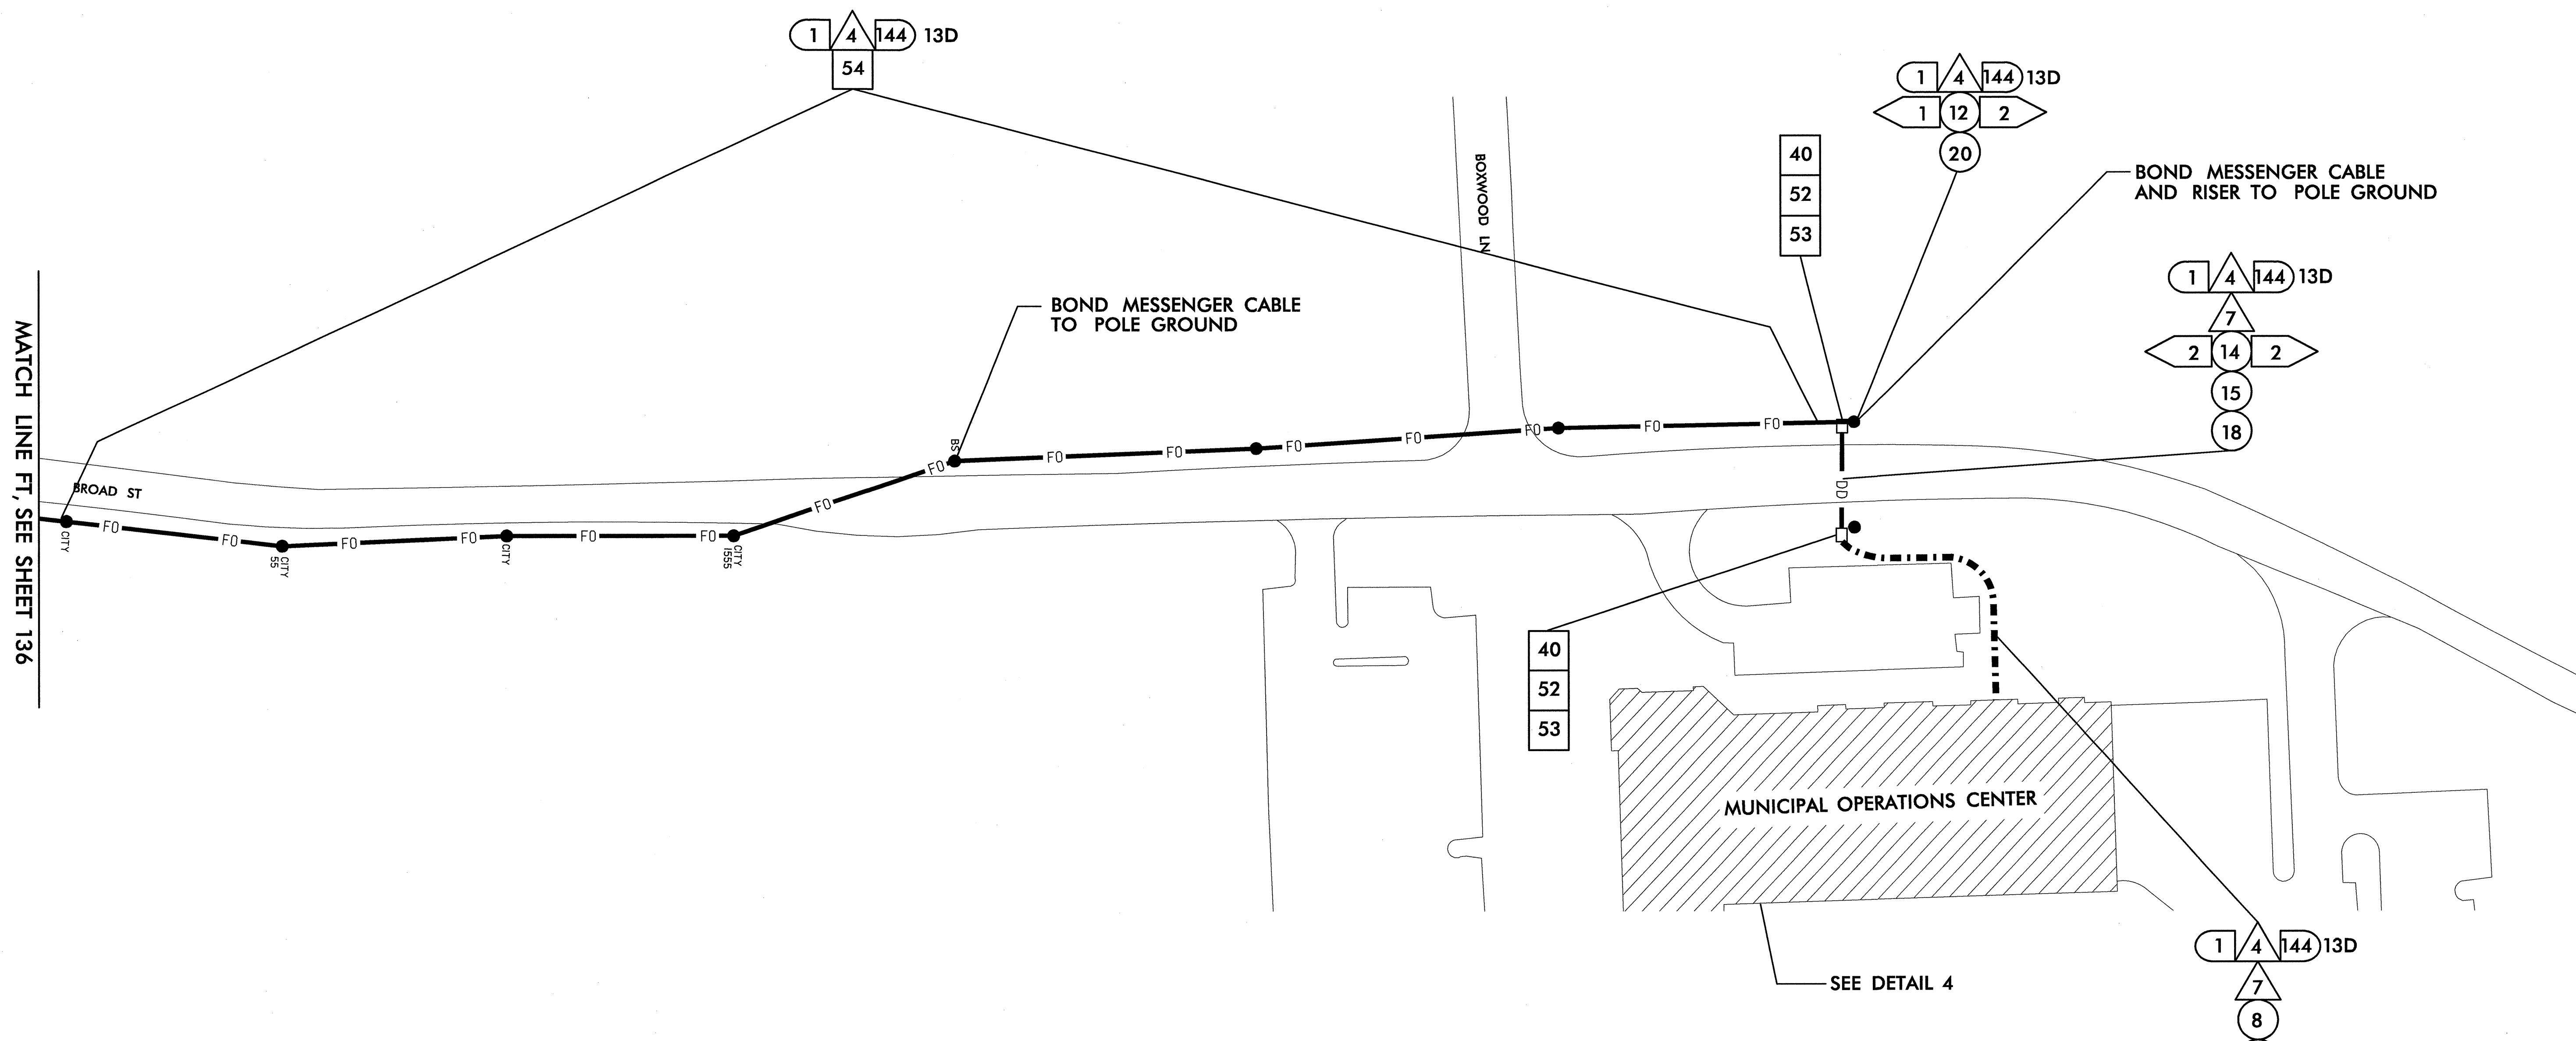 1 4 144 13D
54
1 4 144 13D
1 12 2
20
40
52
53
BOND MESSENGER CABLE
AND RISER TO POLE GROUND
BOXWOOD LN
1 4 144 13D
7
2 14 2
15
18
BOND MESSENGER CABLE
TO POLE GROUND
MATCH LINE FT, SEE SHEET 136
BROAD ST
FO FO FO FO FO FO FO FO FO FO FO FO FO FO FO FO
BS
CITY
CITY
55
CITY
CITY
1555
DD
40
52
53
MUNICIPAL OPERATIONS CENTER
SEE DETAIL 4
1 4 144 13D
7
8